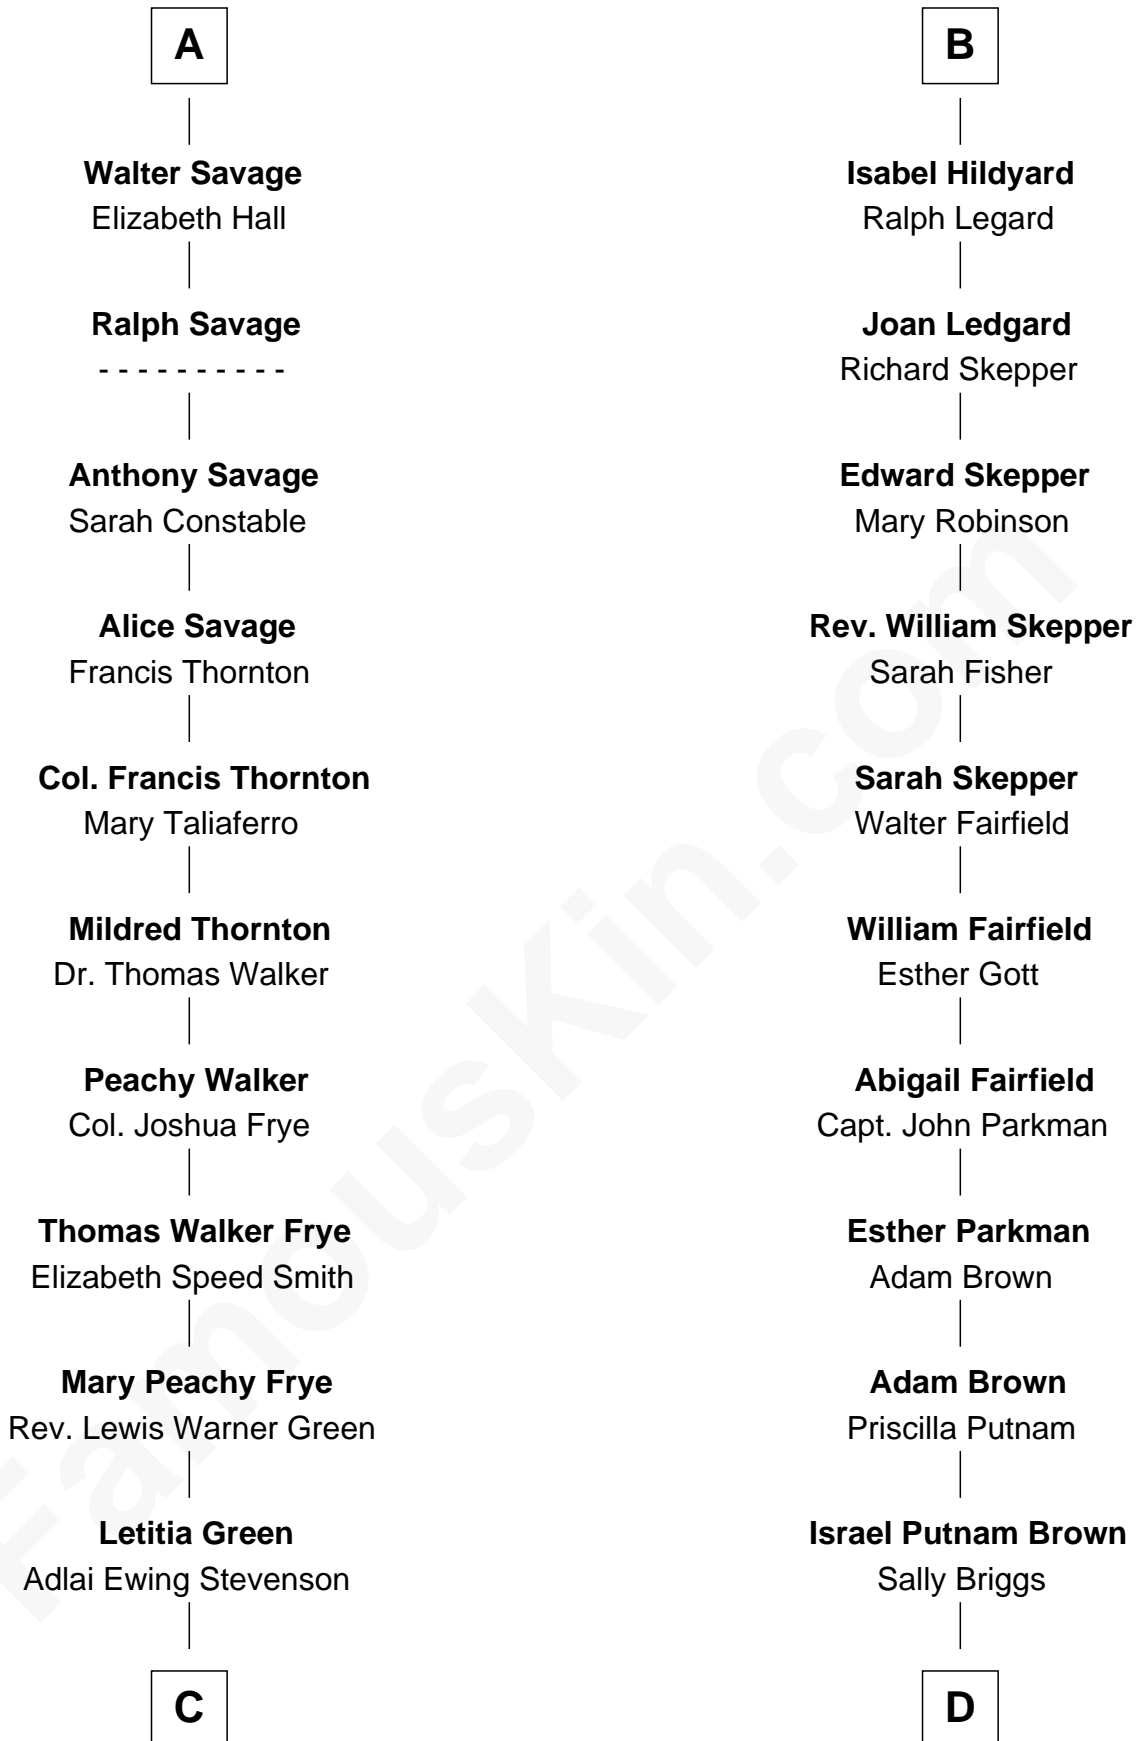 A
Walter Savage
Elizabeth Hall
Ralph Savage
- - - - - - - - - -
Anthony Savage
Sarah Constable
Alice Savage
Francis Thornton
Col. Francis Thornton
Mary Taliaferro
Mildred Thornton
Dr. Thomas Walker
Peachy Walker
Col. Joshua Frye
Thomas Walker Frye
Elizabeth Speed Smith
Mary Peachy Frye
Rev. Lewis Warner Green
Letitia Green
Adlai Ewing Stevenson
C
B
Isabel Hildyard
Ralph Legard
Joan Ledgard
Richard Skepper
Edward Skepper
Mary Robinson
Rev. William Skepper
Sarah Fisher
Sarah Skepper
Walter Fairfield
William Fairfield
Esther Gott
Abigail Fairfield
Capt. John Parkman
Esther Parkman
Adam Brown
Adam Brown
Priscilla Putnam
Israel Putnam Brown
Sally Briggs
D
FamousKin.com